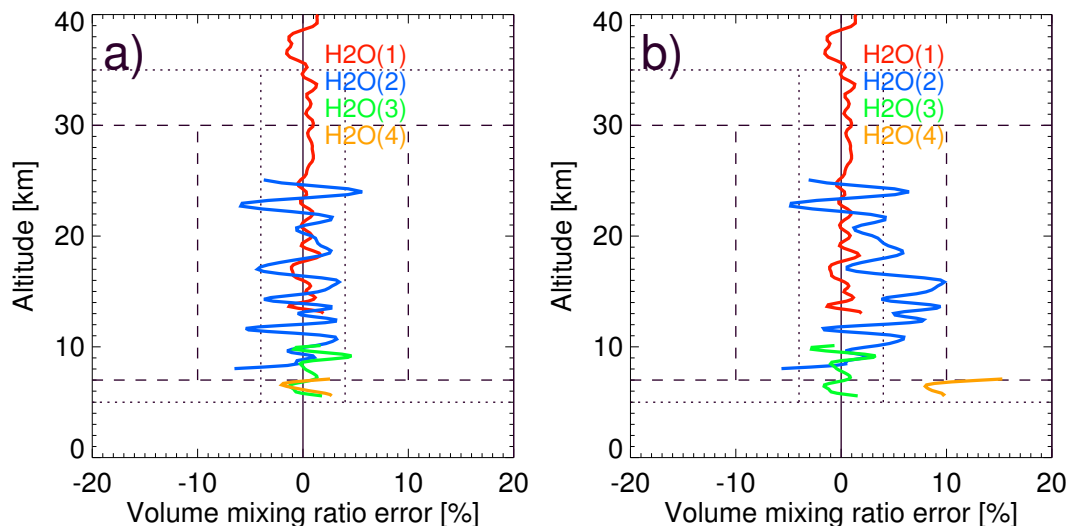 a)
H2O(1)
H2O(2)
H2O(3)
H2O(4)
40
30
20
10
0
Altitude [km]
-20 -10 0 10 20
Volume mixing ratio error [%]
b)
H2O(1)
H2O(2)
H2O(3)
H2O(4)
40
30
20
10
0
Altitude [km]
-20 -10 0 10 20
Volume mixing ratio error [%]